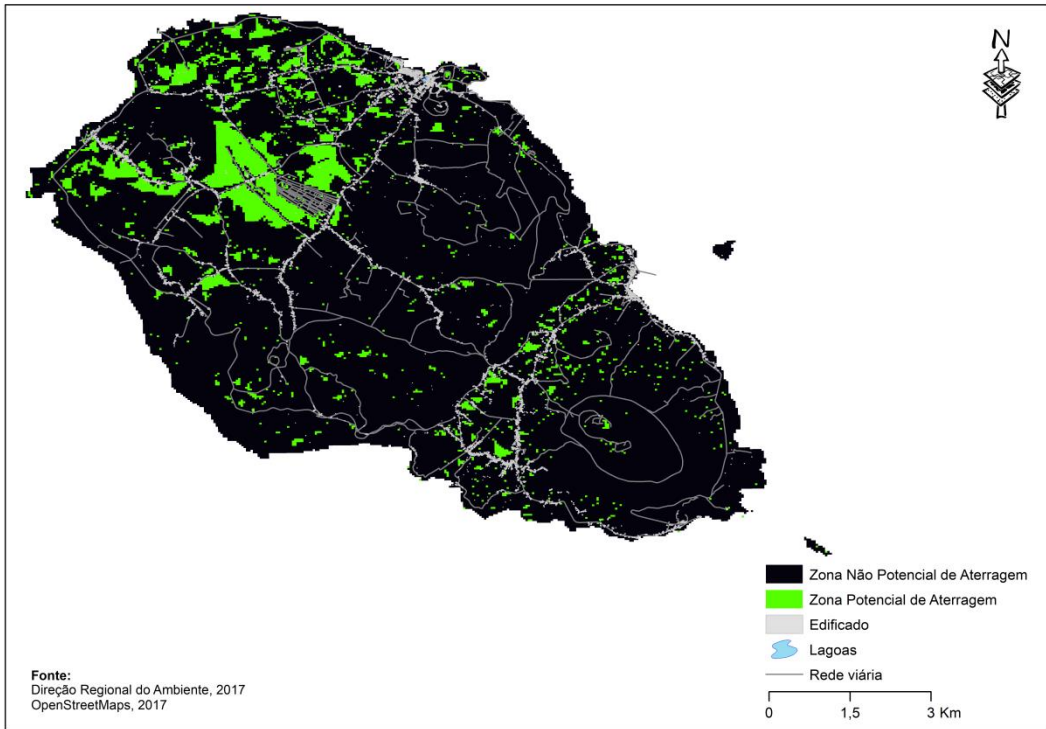 N
Zona Não Potencial de Aterragem
Zona Potencial de Aterragem
Edificado
Lagoas
Rede viária
0 1,5 3 Km
Fonte:
Direção Regional do Ambiente, 2017
OpenStreetMaps, 2017